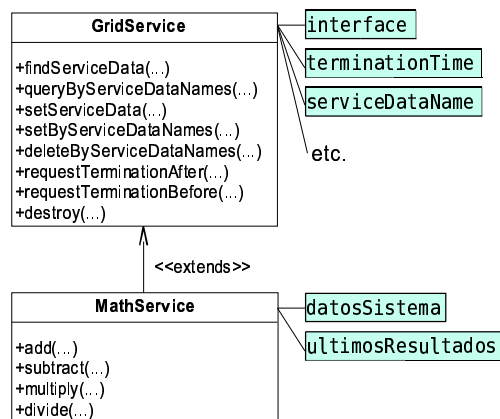 GridService
+findServiceData(...)
+queryByServiceDataNames(...)
+setServiceData(...)
+setByServiceDataNames(...)
+deleteByServiceDataNames(...)
+requestTerminationAfter(...)
+requestTerminationBefore(...)
+destroy(...)
interface
terminationTime
serviceDataName
etc.
<<extends>>
MathService
+add(...)
+subtract(...)
+multiply(...)
+divide(...)
datosSistema
ultimosResultados